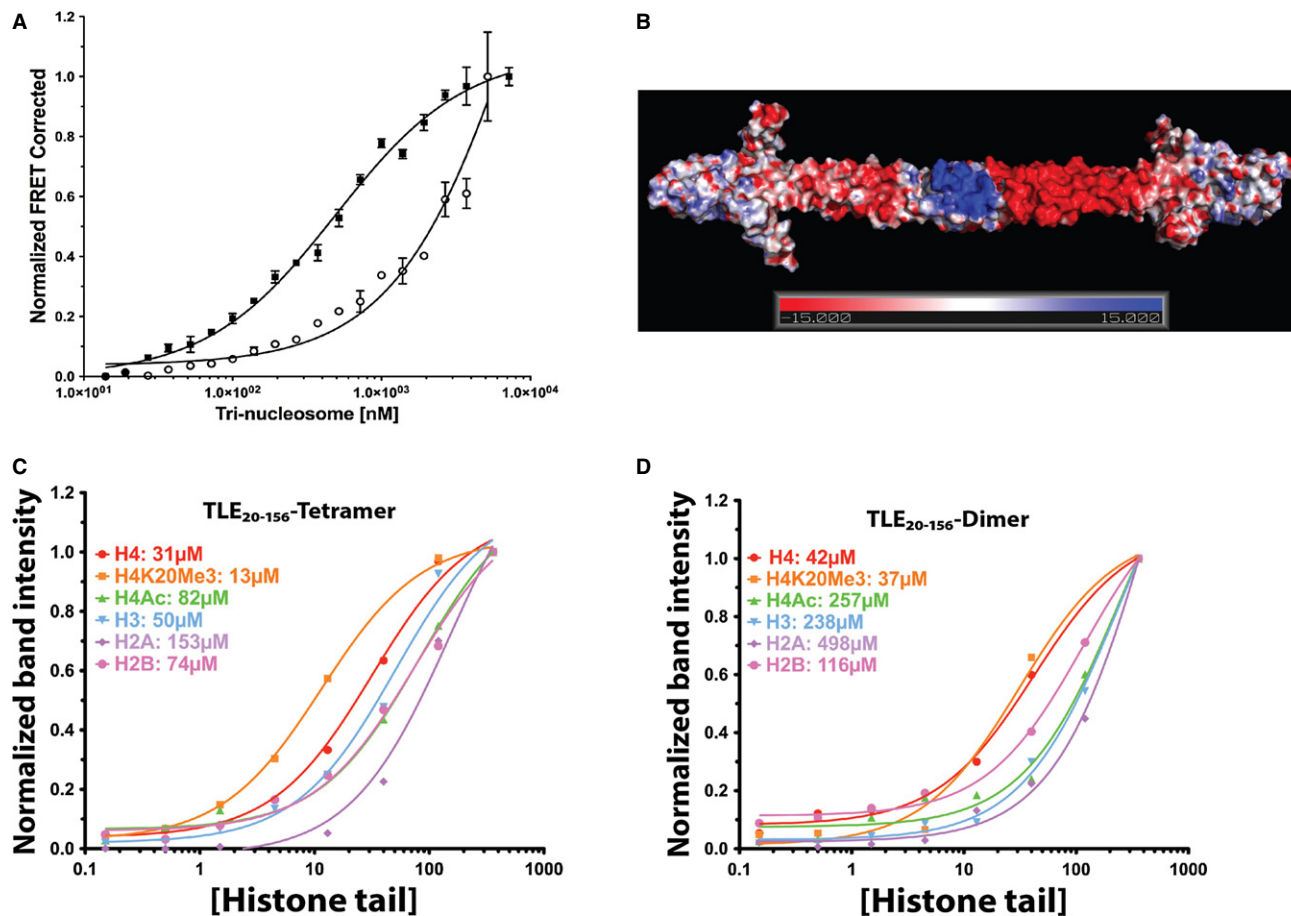 A
1.2
1.0
0.8
0.6
0.4
0.2
0.0
Normalized FRET Corrected
1.0×10⁰¹ 1.0×10⁰² 1.0×10⁰³ 1.0×10⁰⁴
Tri-nucleosome [nM]
B
-15.000 15.000
C
1.2
1.0
0.8
0.6
0.4
0.2
0.0
Normalized band intensity
TLE₂₀₋₁₅₆-Tetramer
H4: 31µM
H4K20Me3: 13µM
H4Ac: 82µM
H3: 50µM
H2A: 153µM
H2B: 74µM
0.1 1 10 100 1000
[Histone tail]
D
1.2
1.0
0.8
0.6
0.4
0.2
0.0
Normalized band intensity
TLE₂₀₋₁₅₆-Dimer
H4: 42µM
H4K20Me3: 37µM
H4Ac: 257µM
H3: 238µM
H2A: 498µM
H2B: 116µM
0.1 1 10 100 1000
[Histone tail]